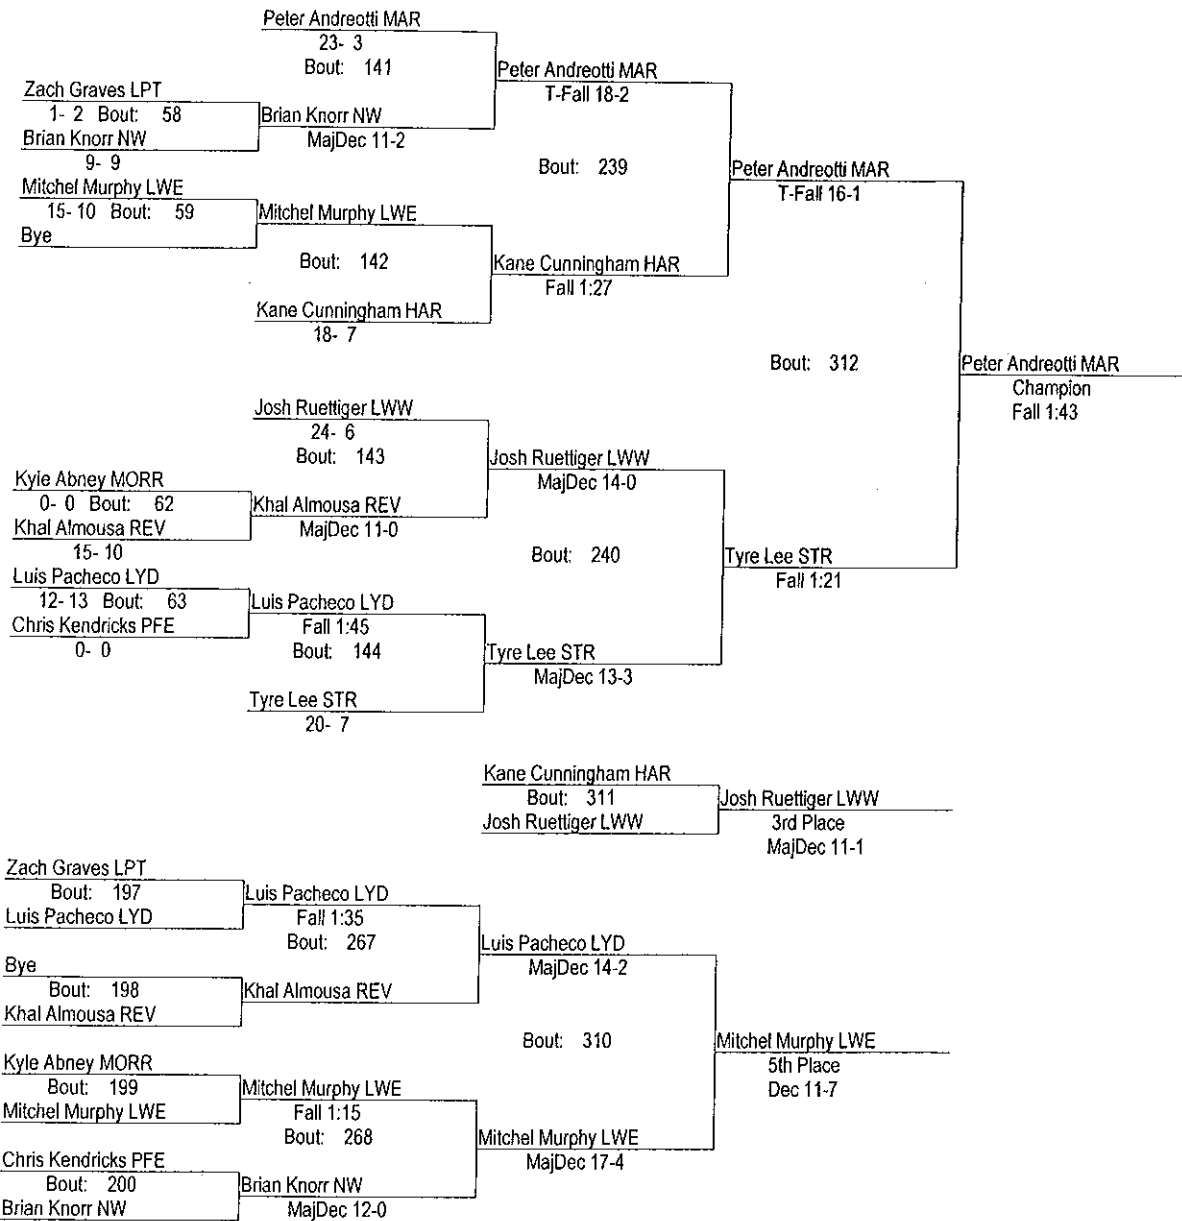 Peter Andreotti MAR
23- 3
Bout: 141
Peter Andreotti MAR
T-Fall 18-2
Zach Graves LPT
1- 2 Bout: 58
Brian Knorr NW
9- 9
Brian Knorr NW
MajDec 11-2
Bout: 239
Peter Andreotti MAR
T-Fall 16-1
Mitchel Murphy LWE
15- 10 Bout: 59
Bye
Mitchel Murphy LWE
Bout: 142
Kane Cunningham HAR
Fall 1:27
Kane Cunningham HAR
18- 7
Bout: 312
Peter Andreotti MAR
Champion
Fall 1:43
Josh Ruettiger LWW
24- 6
Bout: 143
Josh Ruettiger LWW
MajDec 14-0
Kyle Abney MORR
0- 0 Bout: 62
Khal Almousa REV
15- 10
Khal Almousa REV
MajDec 11-0
Bout: 240
Tyre Lee STR
Fall 1:21
Luis Pacheco LYD
12- 13 Bout: 63
Chris Kendricks PFE
0- 0
Luis Pacheco LYD
Fall 1:45
Bout: 144
Tyre Lee STR
MajDec 13-3
Tyre Lee STR
20- 7
Kane Cunningham HAR
Bout: 311
Josh Ruettiger LWW
Josh Ruettiger LWW
3rd Place
MajDec 11-1
Zach Graves LPT
Bout: 197
Luis Pacheco LYD
Luis Pacheco LYD
Fall 1:35
Bout: 267
Luis Pacheco LYD
MajDec 14-2
Bye
Bout: 198
Khal Almousa REV
Khal Almousa REV
Bout: 310
Mitchel Murphy LWE
5th Place
Dec 11-7
Kyle Abney MORR
Bout: 199
Mitchel Murphy LWE
Mitchel Murphy LWE
Fall 1:15
Bout: 268
Mitchel Murphy LWE
MajDec 17-4
Chris Kendricks PFE
Bout: 200
Brian Knorr NW
Brian Knorr NW
MajDec 12-0